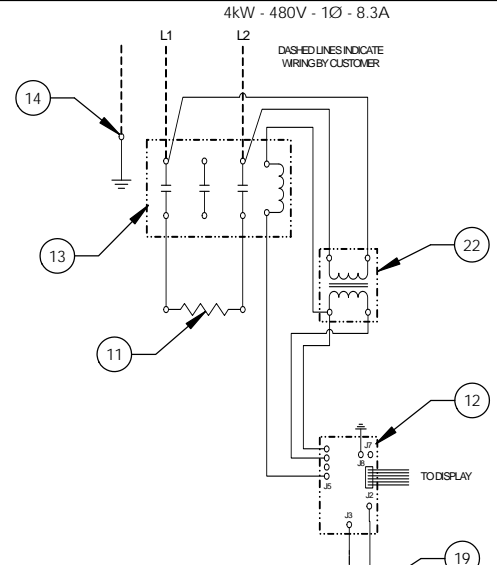 4kW - 480V - 1Ø - 8.3A
L1
L2
DASHED LINES INDICATE
WIRING BY CUSTOMER
14
13
22
11
12
J7
J8
TO DISPLAY
J5
J2
J3
19